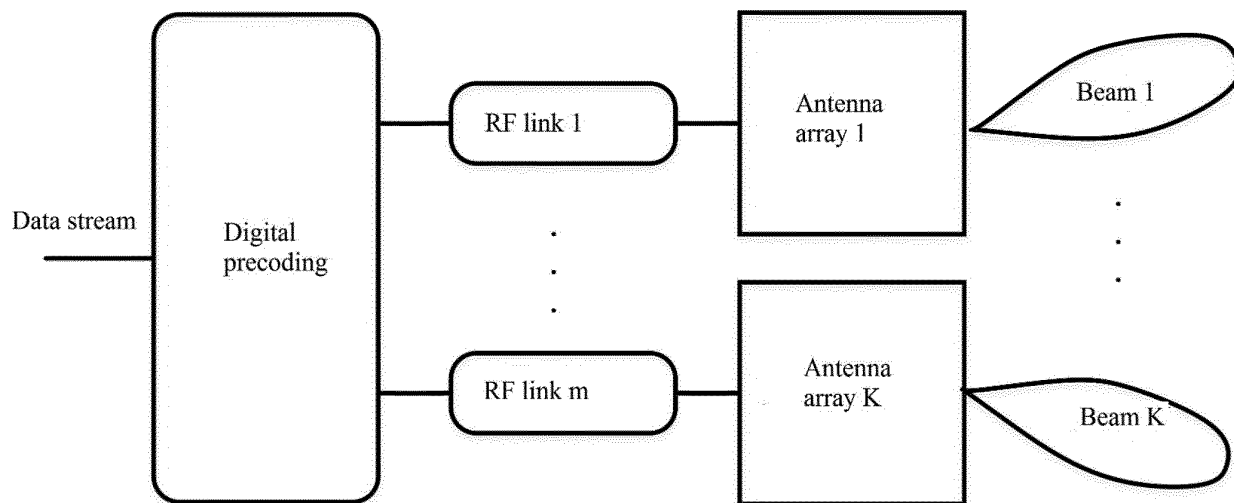 Data stream
Digital
precoding
RF link 1
Antenna
array 1
Beam 1
RF link m
Antenna
array K
Beam K